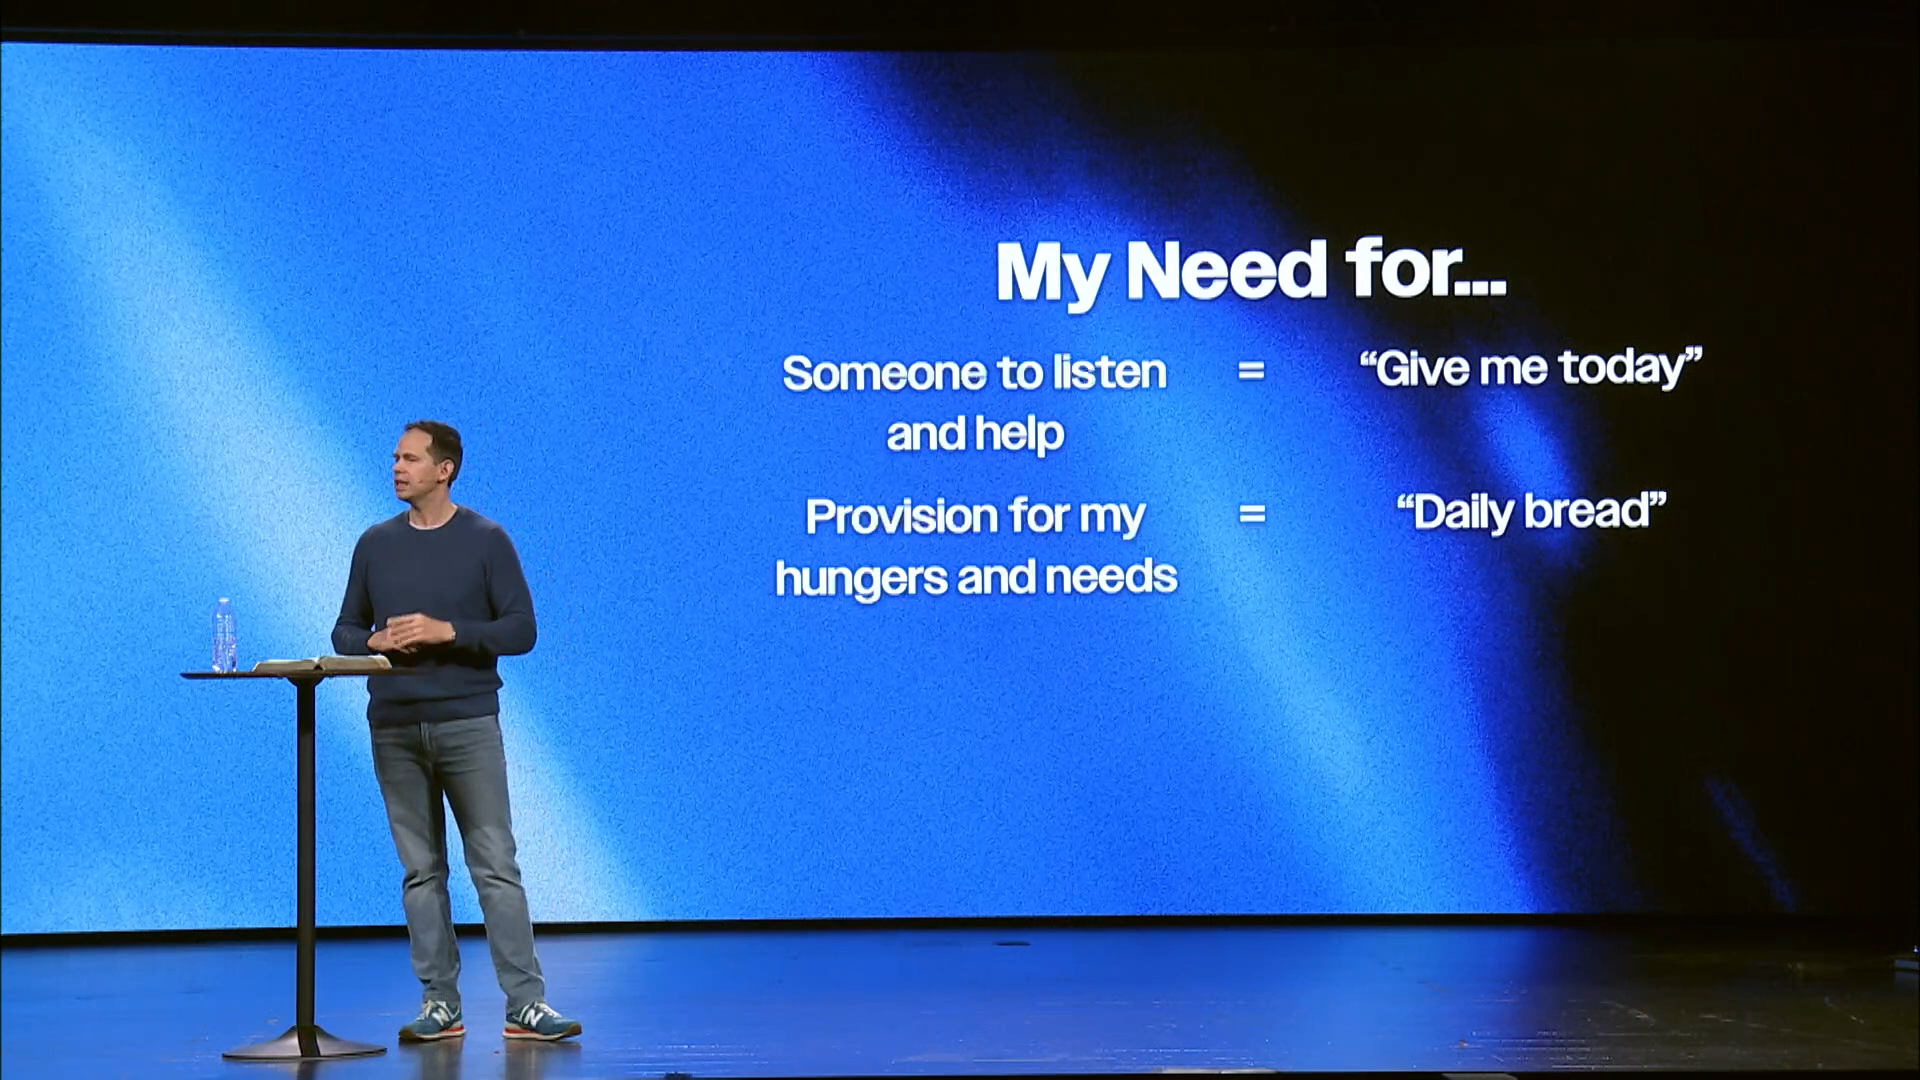 My Need for...
Someone to listen = “Give me today”
and help
Provision for my = “Daily bread”
hungers and needs
N
N